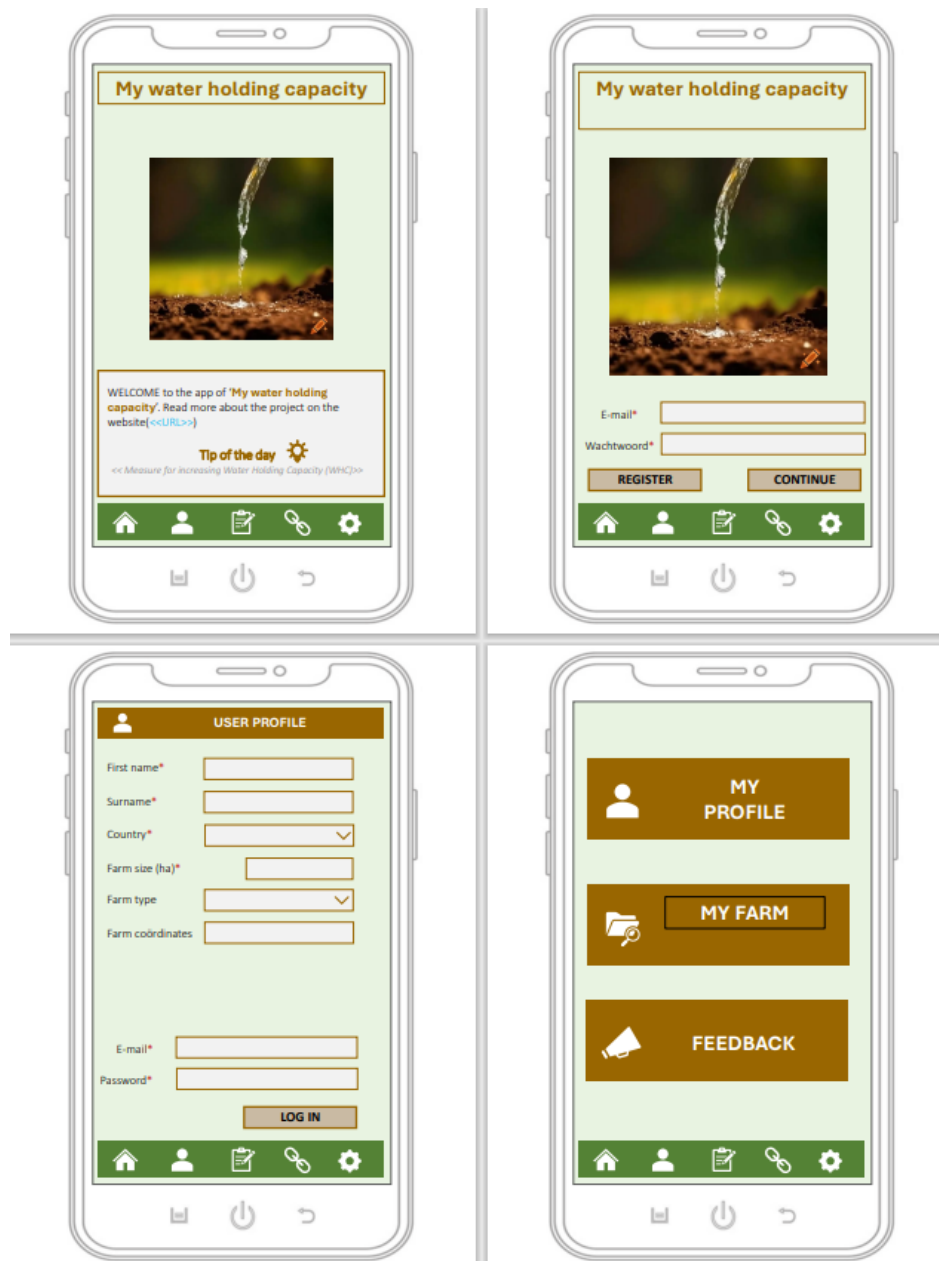 My water holding capacity
WELCOME to the app of ‘My water holding
capacity’. Read more about the project on the
website(<<URL>>)
Tip of the day
<< Measure for increasing Water Holding Capacity (WHC)>>
My water holding capacity
E-mail*
Wachtwoord*
REGISTER CONTINUE
USER PROFILE
First name*
Surname*
Country*
Farm size (ha)*
Farm type
Farm coördinates
E-mail*
Password*
LOG IN
MY
PROFILE
MY FARM
FEEDBACK